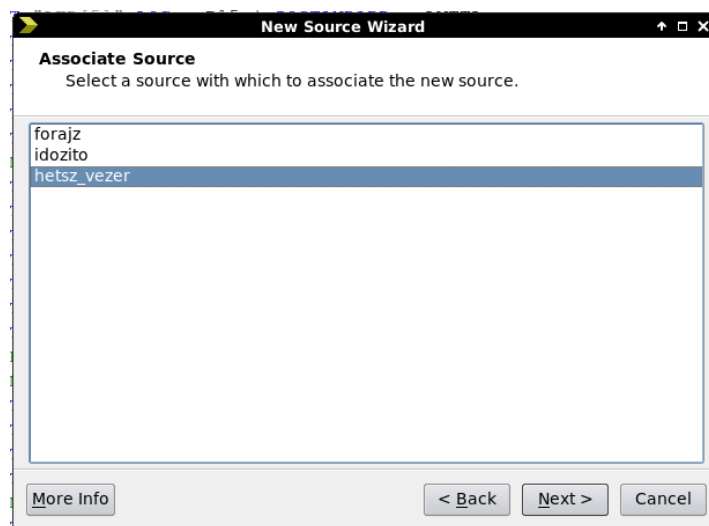 New Source Wizard
Associate Source
Select a source with which to associate the new source.
forajz
idozito
hetsz_vezer
More Info
< Back
Next >
Cancel